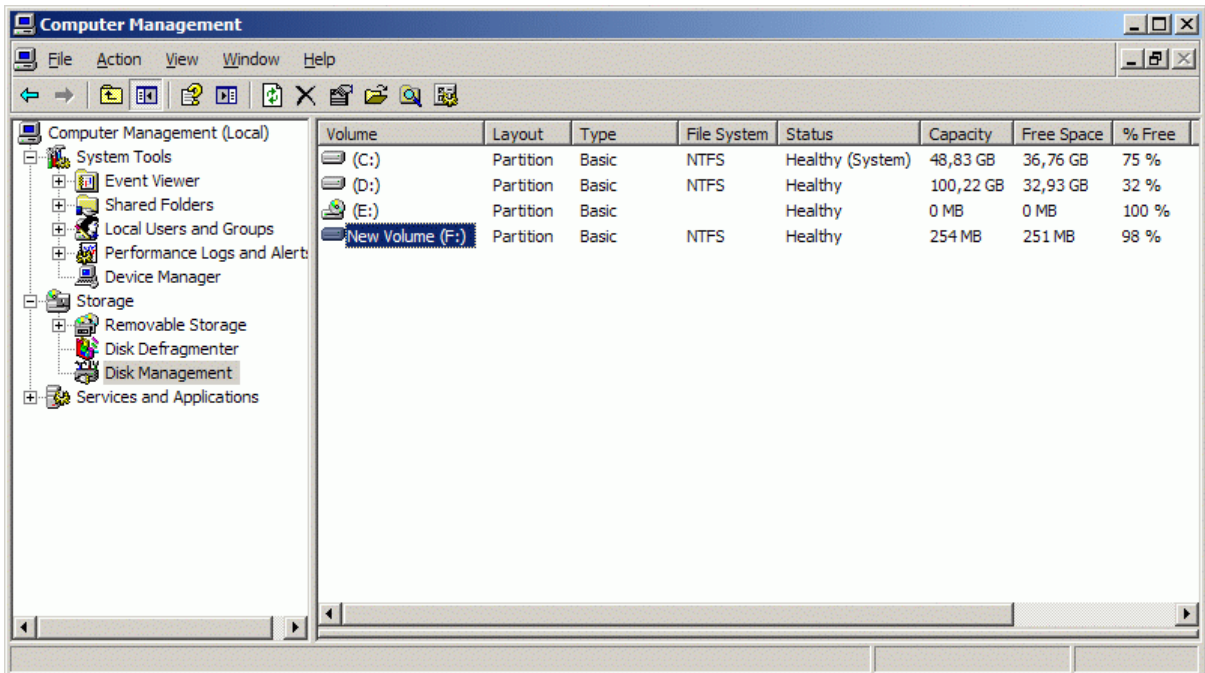 Computer Management
File Action View Window Help
Computer Management (Local)
System Tools
Event Viewer
Shared Folders
Local Users and Groups
Performance Logs and Alerts
Device Manager
Storage
Removable Storage
Disk Defragmenter
Disk Management
Services and Applications
Volume Layout Type File System Status Capacity Free Space % Free
(C:) Partition Basic NTFS Healthy (System) 48,83 GB 36,76 GB 75 %
(D:) Partition Basic NTFS Healthy 100,22 GB 32,93 GB 32 %
(E:) Partition Basic Healthy 0 MB 0 MB 100 %
New Volume (F:) Partition Basic NTFS Healthy 254 MB 251 MB 98 %